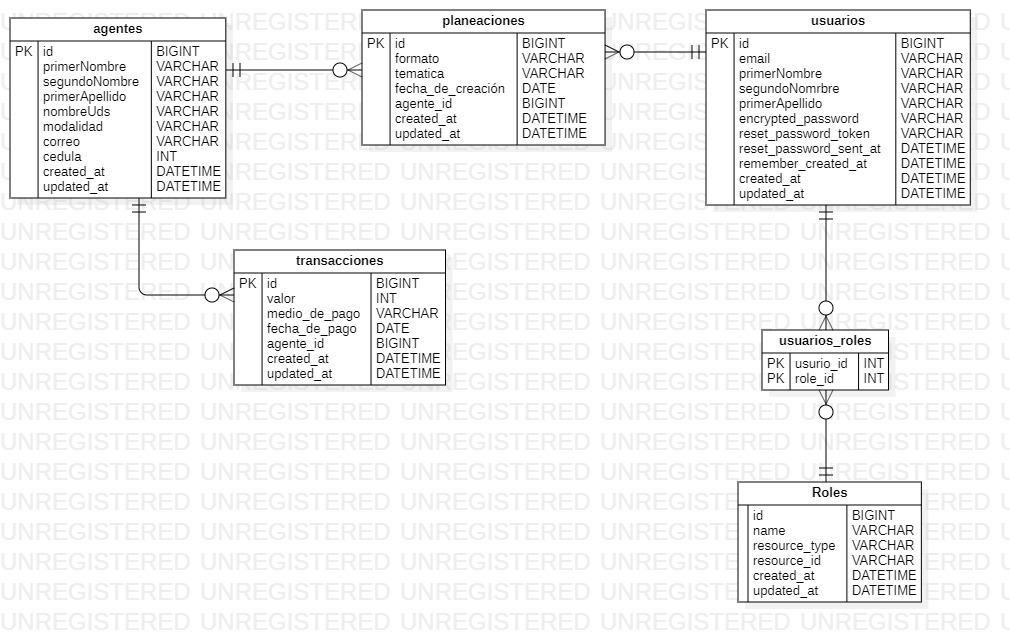 agentes
PK id BIGINT
primerNombre VARCHAR
segundoNombre VARCHAR
primerApellido VARCHAR
nombreUds VARCHAR
modalidad VARCHAR
correo VARCHAR
cedula INT
created_at DATETIME
updated_at DATETIME
planeaciones
PK id BIGINT
formato VARCHAR
tematica VARCHAR
fecha_de_creación DATE
agente_id BIGINT
created_at DATETIME
updated_at DATETIME
usuarios
PK id BIGINT
email VARCHAR
primerNombre VARCHAR
segundoNomrbre VARCHAR
primerApellido VARCHAR
encrypted_password VARCHAR
reset_password_token VARCHAR
reset_password_sent_at DATETIME
remember_created_at DATETIME
created_at DATETIME
updated_at DATETIME
transacciones
PK id BIGINT
valor INT
medio_de_pago VARCHAR
fecha_de_pago DATE
agente_id BIGINT
created_at DATETIME
updated_at DATETIME
usuarios_roles
PK usurio_id INT
PK role_id INT
Roles
id BIGINT
name VARCHAR
resource_type VARCHAR
resource_id VARCHAR
created_at DATETIME
updated_at DATETIME
UNREGISTERED